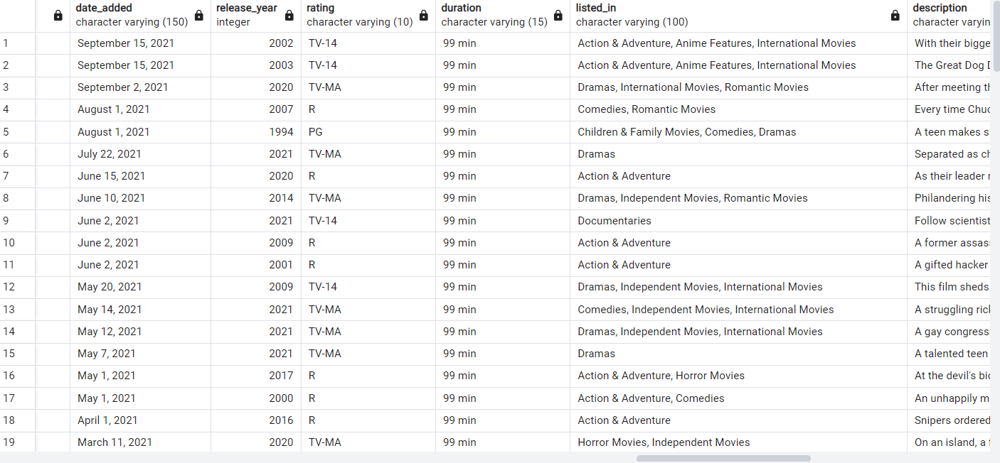 date_added release_year rating duration listed_in description
character varying (150) integer character varying (10) character varying (15) character varying (100) character varyin
1 September 15, 2021 2002 TV-14 99 min Action & Adventure, Anime Features, International Movies With their bigge
2 September 15, 2021 2003 TV-14 99 min Action & Adventure, Anime Features, International Movies The Great Dog
3 September 2, 2021 2020 TV-MA 99 min Dramas, International Movies, Romantic Movies After meeting
4 August 1, 2021 2007 R 99 min Comedies, Romantic Movies Every time Chuc
5 August 1, 2021 1994 PG 99 min Children & Family Movies, Comedies, Dramas A teen makes
6 July 22, 2021 2021 TV-MA 99 min Dramas Separated as
7 June 15, 2021 2020 R 99 min Action & Adventure As their leader
8 June 10, 2021 2014 TV-MA 99 min Dramas, Independent Movies, Romantic Movies Philandering his
9 June 2, 2021 2021 TV-14 99 min Documentaries Follow scientist
10 June 2, 2021 2009 R 99 min Action & Adventure A former assas
11 June 2, 2021 2001 R 99 min Action & Adventure A gifted hacker
12 May 20, 2021 2009 TV-14 99 min Dramas, Independent Movies, International Movies This film sheds
13 May 14, 2021 2021 TV-MA 99 min Comedies, Independent Movies, International Movies A struggling
14 May 12, 2021 2021 TV-MA 99 min Dramas, Independent Movies, International Movies A gay congress
15 May 7, 2021 2021 TV-MA 99 min Dramas A talented teen
16 May 1, 2021 2017 R 99 min Action & Adventure, Horror Movies At the devil's
17 May 1, 2021 2000 R 99 min Action & Adventure, Comedies An unhappily m
18 April 1, 2021 2016 R 99 min Action & Adventure Snipers ordered
19 March 11, 2021 2020 TV-MA 99 min Horror Movies, Independent Movies On an island, a